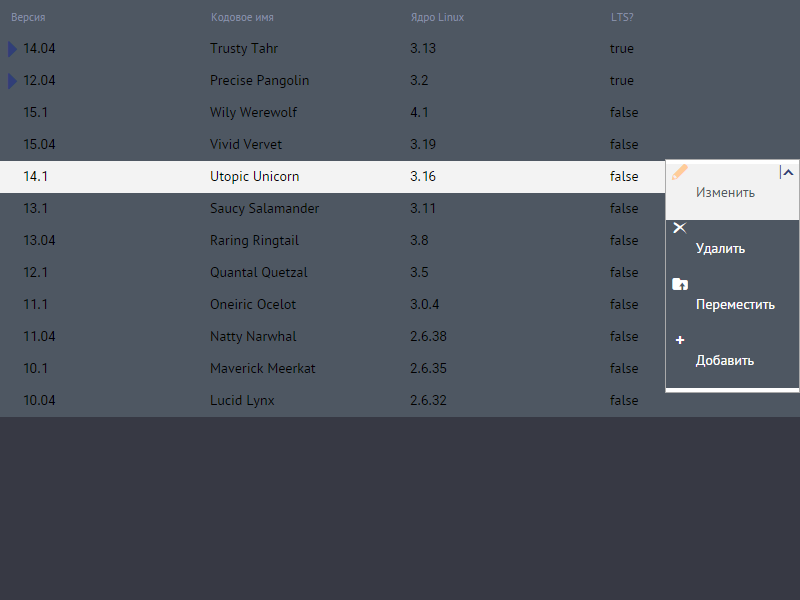 Версия Кодовое имя Ядро Linux LTS?
14.04 Trusty Tahr 3.13 true
12.04 Precise Pangolin 3.2 true
15.1 Wily Werewolf 4.1 false
15.04 Vivid Vervet 3.19 false
14.1 Utopic Unicorn 3.16 false
13.1 Saucy Salamander 3.11 false
13.04 Raring Ringtail 3.8 false
12.1 Quantal Quetzal 3.5 false
11.1 Oneiric Ocelot 3.0.4 false
11.04 Natty Narwhal 2.6.38 false
10.1 Maverick Meerkat 2.6.35 false
10.04 Lucid Lynx 2.6.32 false
Изменить
Удалить
Переместить
Добавить